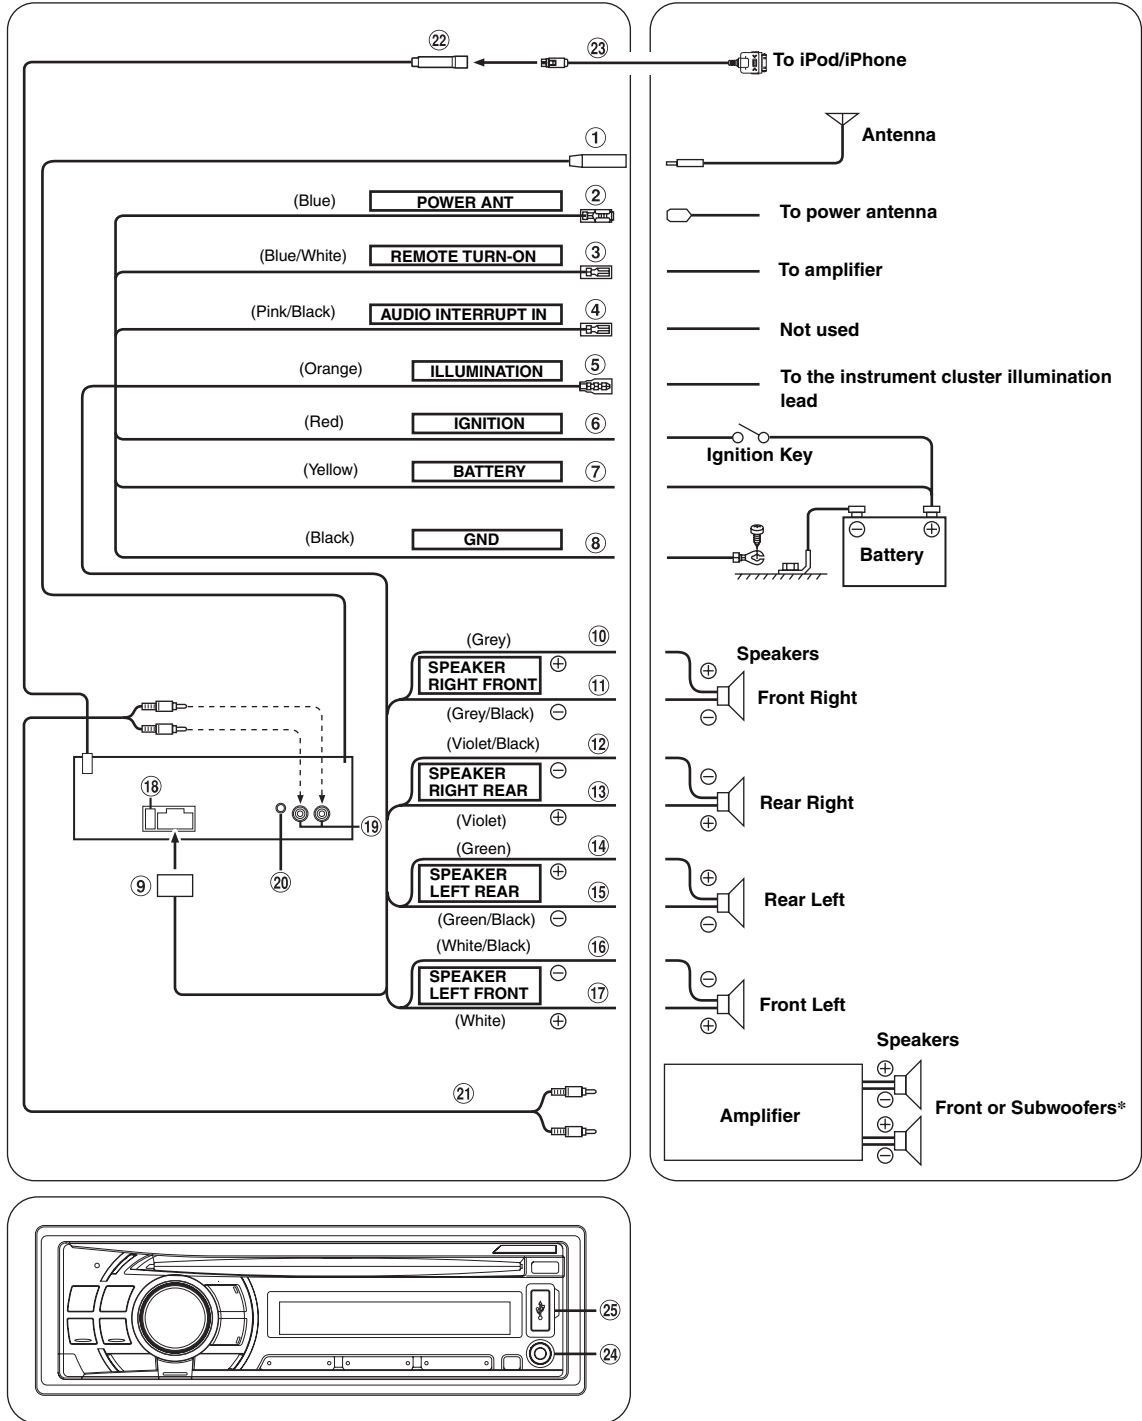 ㉒
㉓
To iPod/iPhone
①
Antenna
(Blue)
POWER ANT
②
To power antenna
(Blue/White)
REMOTE TURN-ON
③
To amplifier
(Pink/Black)
AUDIO INTERRUPT IN
④
Not used
(Orange)
ILLUMINATION
⑤
To the instrument cluster illumination
lead
(Red)
IGNITION
⑥
Ignition Key
(Yellow)
BATTERY
⑦
(Black)
GND
⑧
⊖
⊕
Battery
(Grey)
⑩
SPEAKER
RIGHT FRONT
⊕
⑪
(Grey/Black)
⊖
Speakers
⊕
Front Right
⊖
(Violet/Black)
⑫
SPEAKER
RIGHT REAR
⊖
⑬
(Violet)
⊕
⊖
Rear Right
⊕
⑱
⑲
⑳
⑨
(Green)
⑭
SPEAKER
LEFT REAR
⊕
⑮
(Green/Black)
⊖
⊕
Rear Left
⊖
(White/Black)
⑯
SPEAKER
LEFT FRONT
⊖
⑰
(White)
⊕
⊖
Front Left
⊕
㉑
Speakers
Amplifier
⊕
⊖
⊕
⊖
Front or Subwoofers*
㉕
㉔